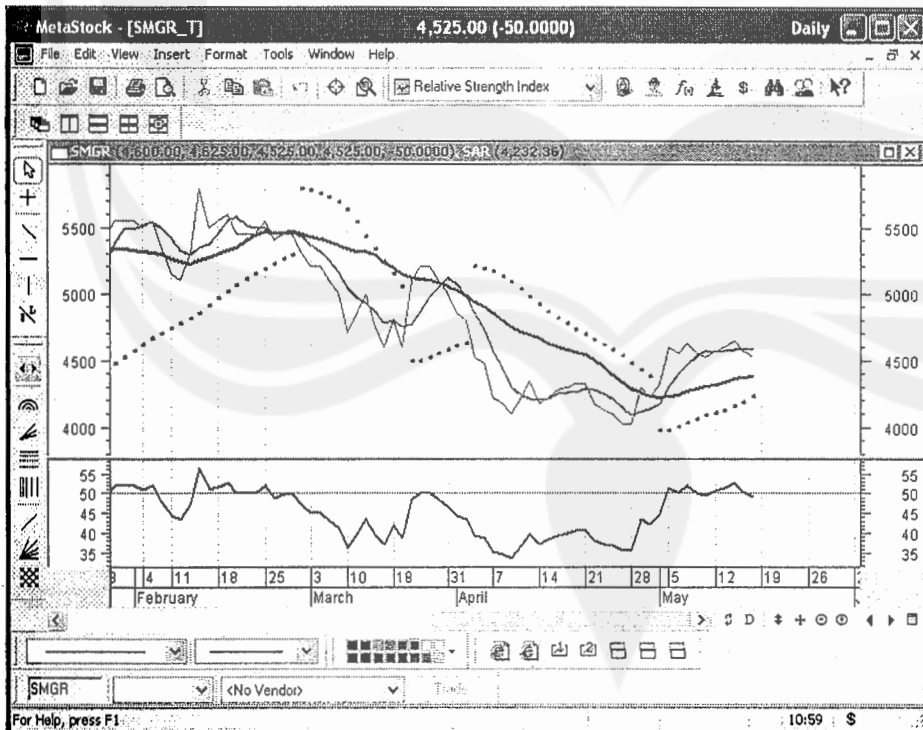 MetaStock - [SMGR_T] 4,525.00 (-50.0000) Daily
File Edit View Insert Format Tools Window Help
Relative Strength Index
SMGR (4,600.00, 4,625.00, 4,525.00, 4,525.00, -50.0000), SAR (4,232.36)
5500 5500
5000 5000
4500 4500
4000 4000
55 55
50 50
45 45
40 40
35 35
4 11 18 25 3 10 18 31 7 14 21 28 5 12 19 26
February March April May
D
SMGR <No Vendor> Trade
For Help, press F1 10:59 $